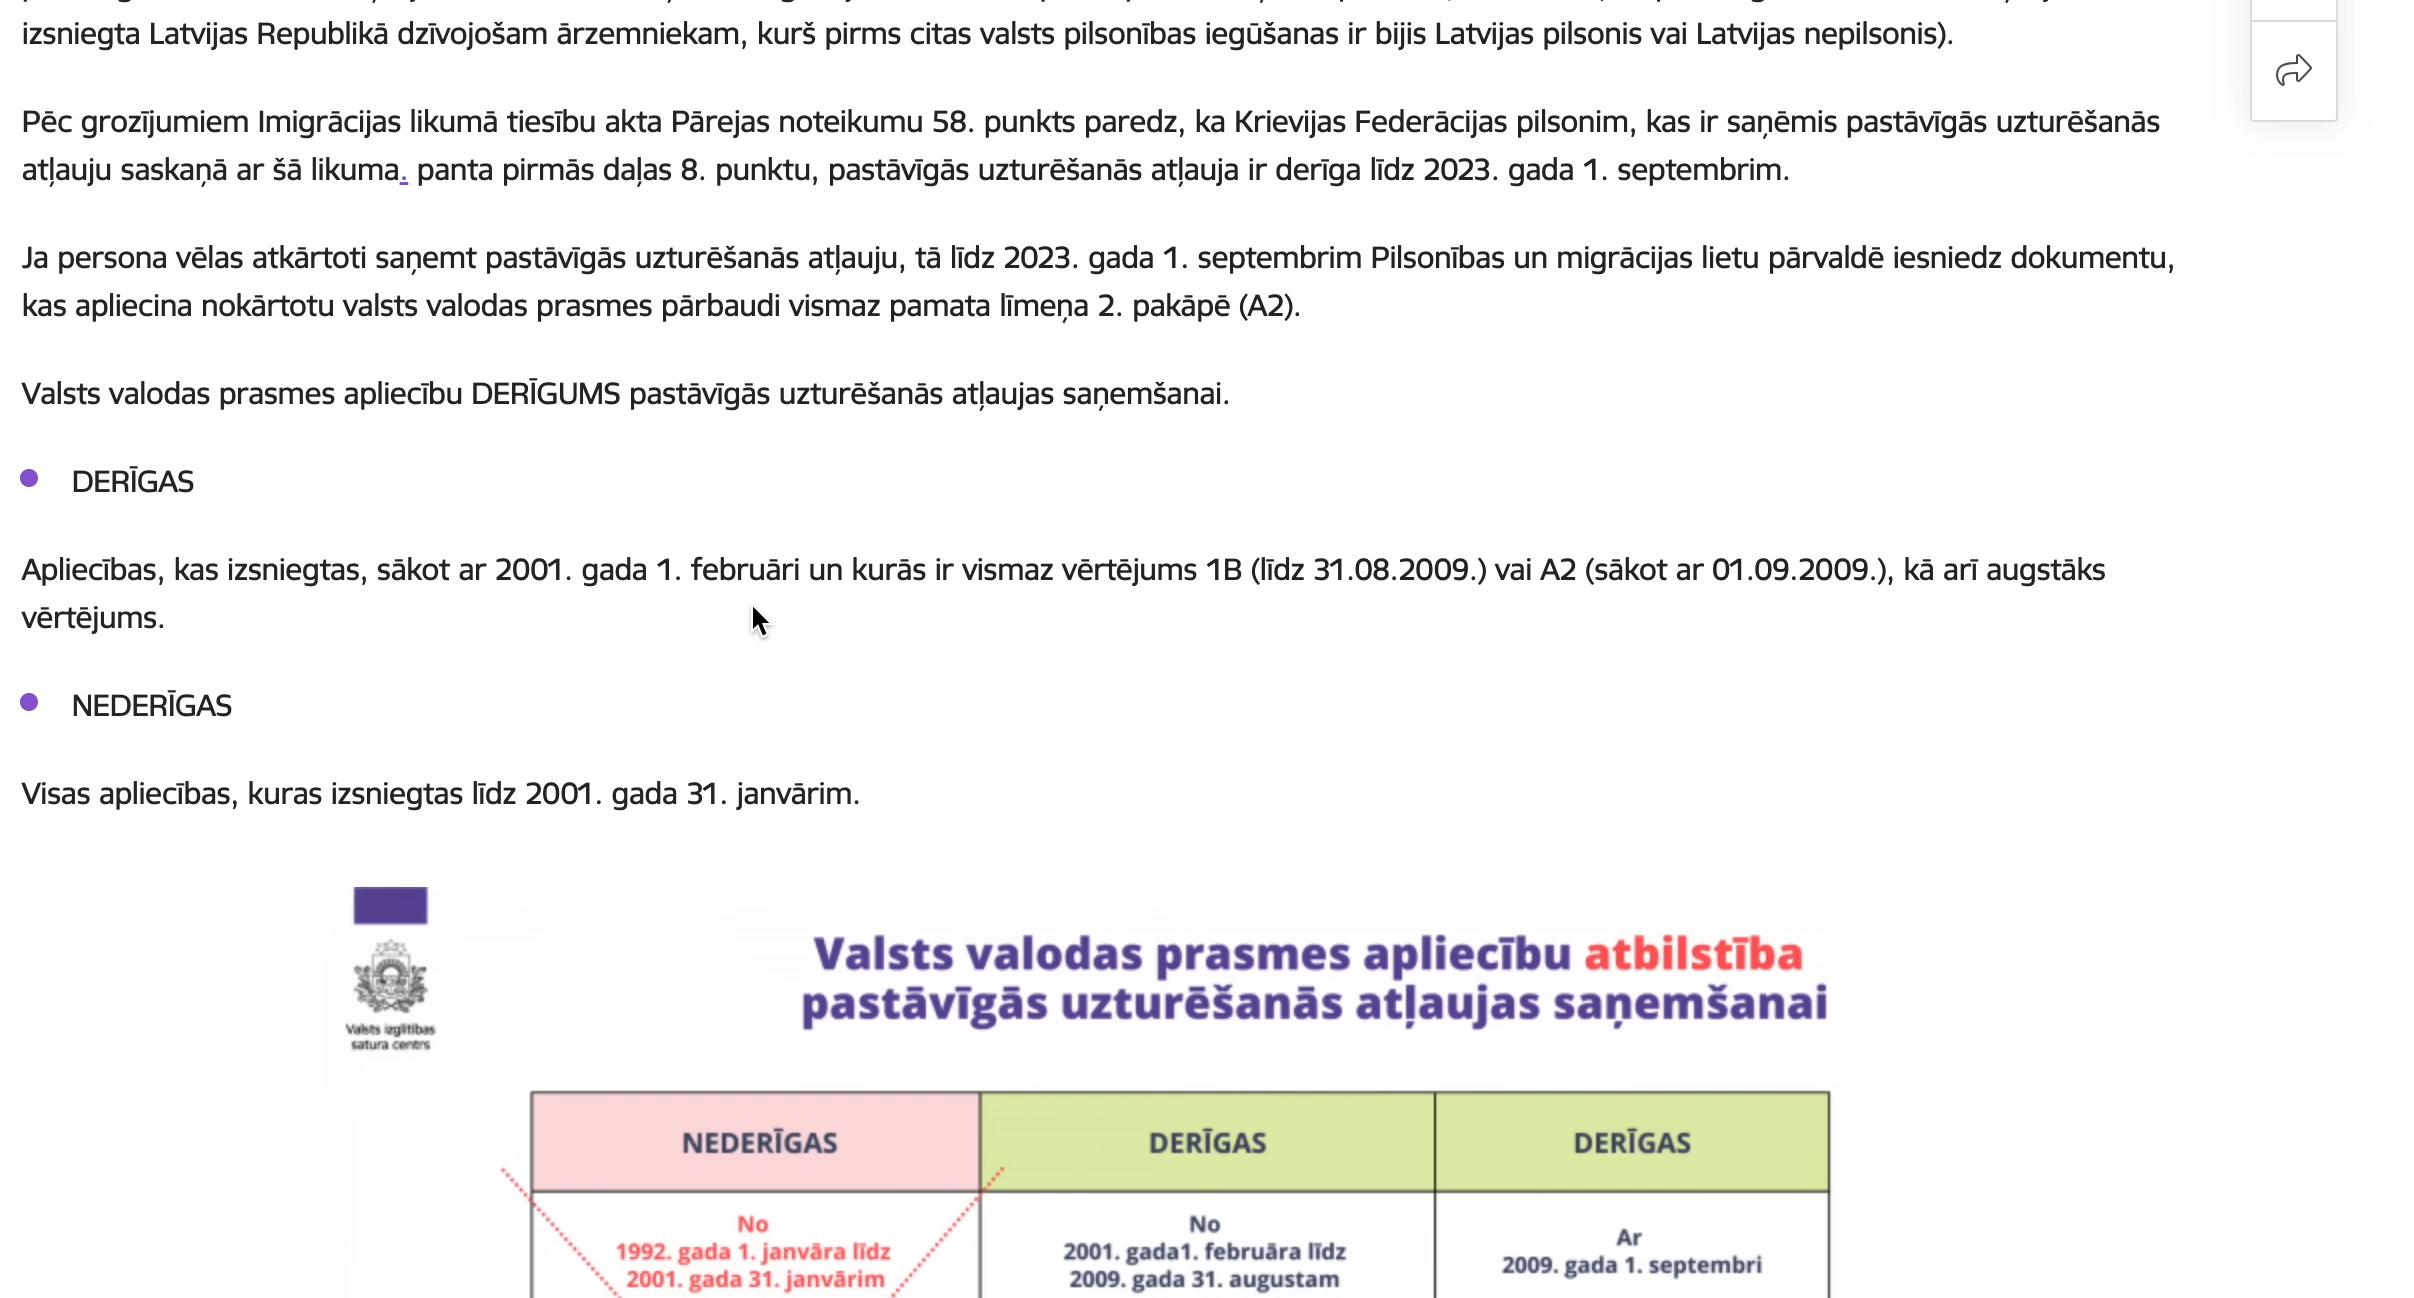 izsniegta Latvijas Republikā dzīvojošam ārzemniekam, kurš pirms citas valsts pilsonības iegūšanas ir bijis Latvijas pilsonis vai Latvijas nepilsonis).
Pēc grozījumiem Imigrācijas likumā tiesību akta Pārejas noteikumu 58. punkts paredz, ka Krievijas Federācijas pilsonim, kas ir saņēmis pastāvīgās uzturēšanās
atļauju saskaņā ar šā likuma. panta pirmās daļas 8. punktu, pastāvīgās uzturēšanās atļauja ir derīga līdz 2023. gada 1. septembrim.
Ja persona vēlas atkārtoti saņemt pastāvīgās uzturēšanās atļauju, tā līdz 2023. gada 1. septembrim Pilsonības un migrācijas lietu pārvaldē iesniedz dokumentu,
kas apliecina nokārtotu valsts valodas prasmes pārbaudi vismaz pamata līmeņa 2. pakāpē (A2).
Valsts valodas prasmes apliecību DERĪGUMS pastāvīgās uzturēšanās atļaujas saņemšanai.
DERĪGAS
Apliecības, kas izsniegtas, sākot ar 2001. gada 1. februāri un kurās ir vismaz vērtējums 1B (līdz 31.08.2009.) vai A2 (sākot ar 01.09.2009.), kā arī augstāks
vērtējums.
NEDERĪGAS
Visas apliecības, kuras izsniegtas līdz 2001. gada 31. janvārim.
Valsts izglītības
satura centrs
Valsts valodas prasmes apliecību atbilstība
pastāvīgās uzturēšanās atļaujas saņemšanai
NEDERĪGAS
DERĪGAS
DERĪGAS
No
1992. gada 1. janvāra līdz
2001. gada 31. janvārim
No
2001. gada1. februāra līdz
2009. gada 31. augustam
Ar
2009. gada 1. septembri